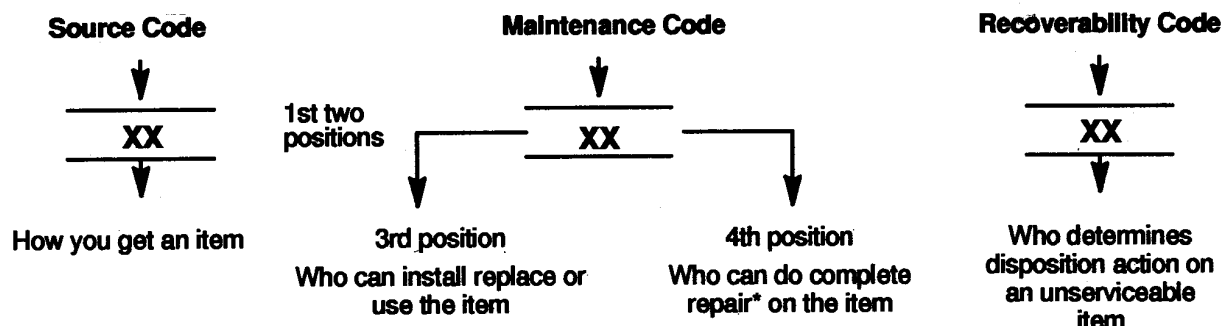 Source Code
Maintenance Code
Recoverability Code
XX
1st two
positions
XX
XX
How you get an item
3rd position
Who can install replace or
use the item
4th position
Who can do complete
repair* on the item
Who determines
disposition action on
an unserviceable
item